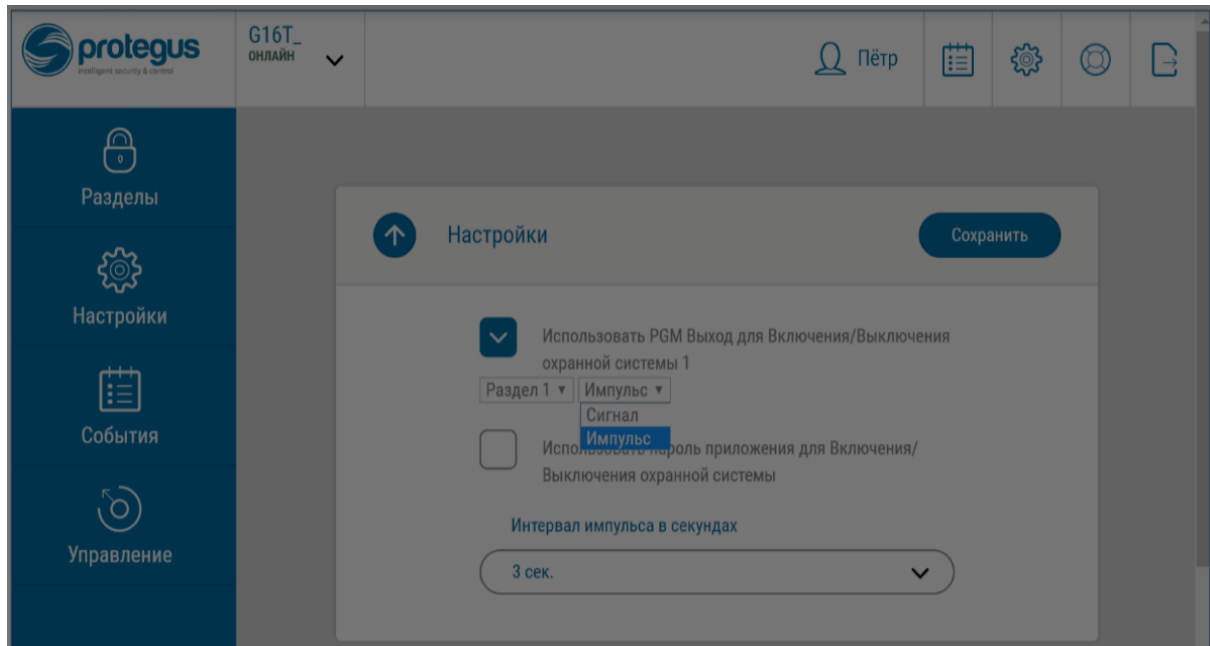 protegus
intelligent security & control
G16T_
ОНЛАЙН
Пётр
Разделы
Настройки
События
Управление
Настройки
Сохранить
Использовать PGM Выход для Включения/Выключения
охранной системы 1
Раздел 1
Импульс
Сигнал
Импульс
пароль приложения для Включения/
Выключения охранной системы
Интервал импульса в секундах
3 сек.